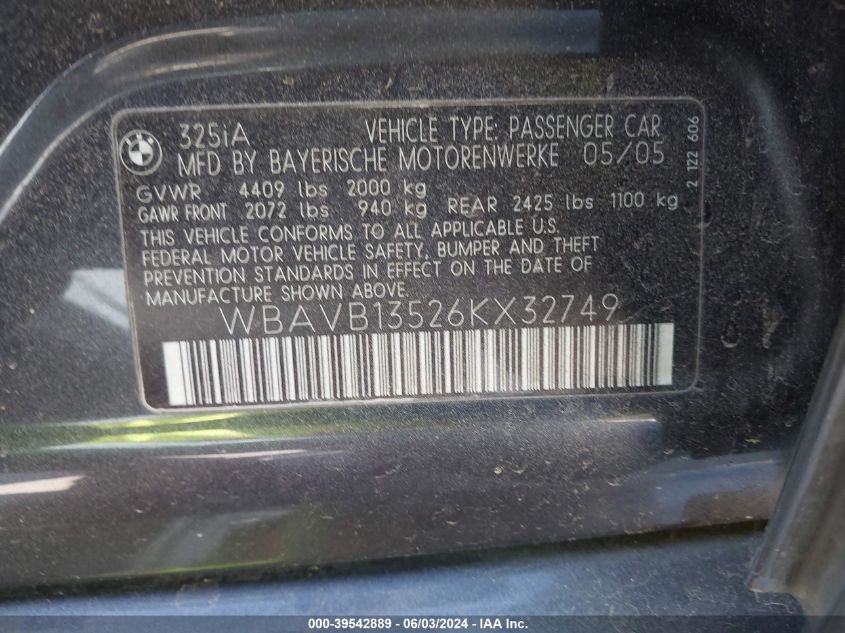 BMW
325iA VEHICLE TYPE: PASSENGER CAR
MFD BY BAYERISCHE MOTORENWERKE 05/05
GVWR 4409 lbs 2000 kg
GAWR FRONT 2072 lbs 940 kg REAR 2425 lbs 1100 kg
THIS VEHICLE CONFORMS TO ALL APPLICABLE U.S.
FEDERAL MOTOR VEHICLE SAFETY, BUMPER AND THEFT
PREVENTION STANDARDS IN EFFECT ON THE DATE OF
MANUFACTURE SHOWN ABOVE.
WBAVB13526KX32749
2 122 606
000-39542889 / 06/03/2024 - COPYRIGHT IAA, LLC.